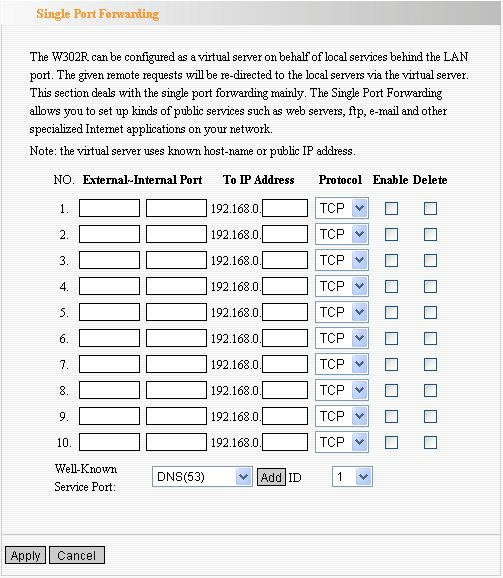 Single Port Forwarding
The W302R can be configured as a virtual server on behalf of local services behind the LAN
port. The given remote requests will be re-directed to the local servers via the virtual server.
This section deals with the single port forwarding mainly. The Single Port Forwarding
allows you to set up kinds of public services such as web servers, ftp, e-mail and other
specialized Internet applications on your network.
Note: the virtual server uses known host-name or public IP address.
NO. External~Internal Port To IP Address Protocol Enable Delete
1. 192.168.0. TCP
2. 192.168.0. TCP
3. 192.168.0. TCP
4. 192.168.0. TCP
5. 192.168.0. TCP
6. 192.168.0. TCP
7. 192.168.0. TCP
8. 192.168.0. TCP
9. 192.168.0. TCP
10. 192.168.0. TCP
Well-Known
Service Port: DNS(53) Add ID 1
Apply Cancel